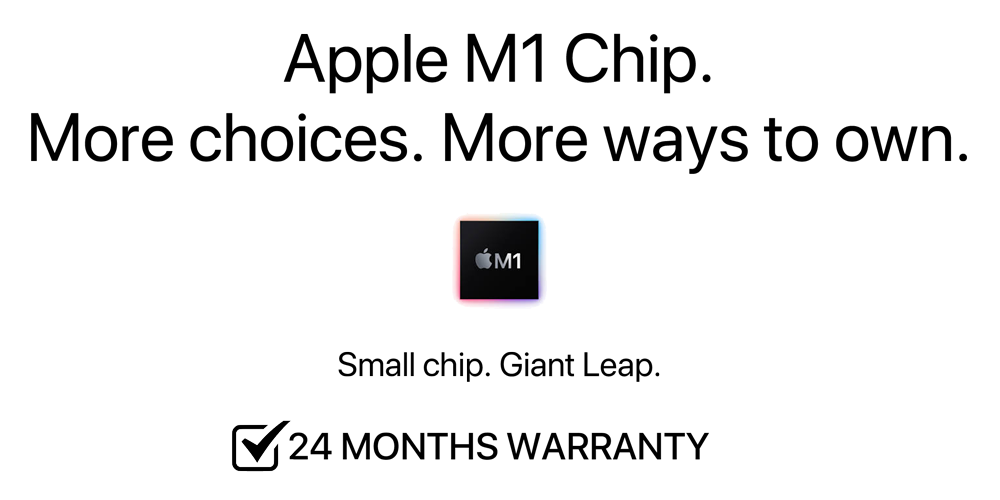 Apple M1 Chip.
More choices. More ways to own.
M1
Small chip. Giant Leap.
24 MONTHS WARRANTY